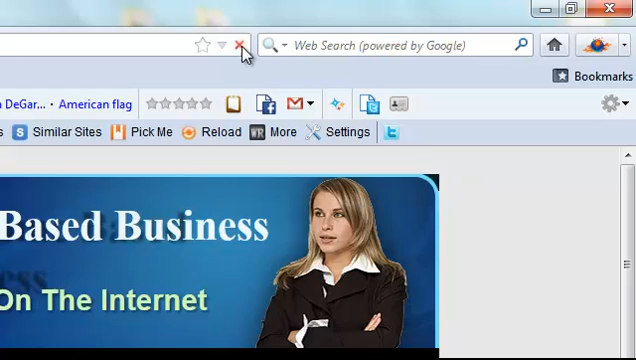 Web Search (powered by Google)
Bookmarks
DeGar... · American flag
Similar Sites Pick Me Reload WR More Settings
Based Business
On The Internet